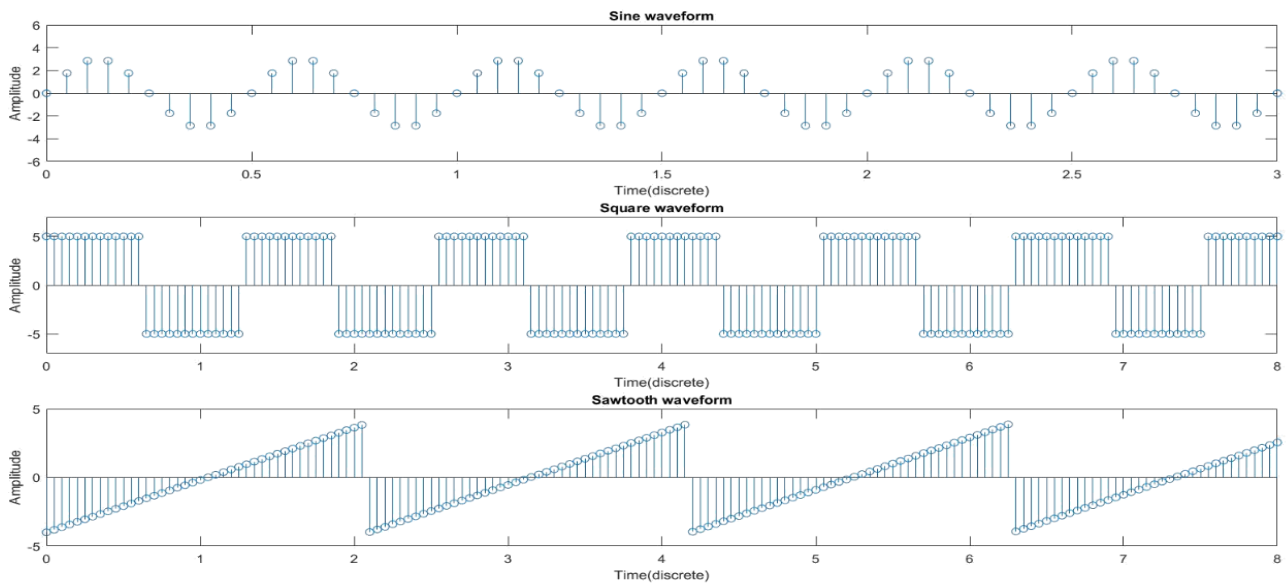 Sine waveform
6
4
2
0
-2
-4
-6
Amplitude
0 0.5 1 1.5 2 2.5 3
Time(discrete)
Square waveform
5
0
-5
Amplitude
0 1 2 3 4 5 6 7 8
Time(discrete)
Sawtooth waveform
5
0
-5
Amplitude
0 1 2 3 4 5 6 7 8
Time(discrete)